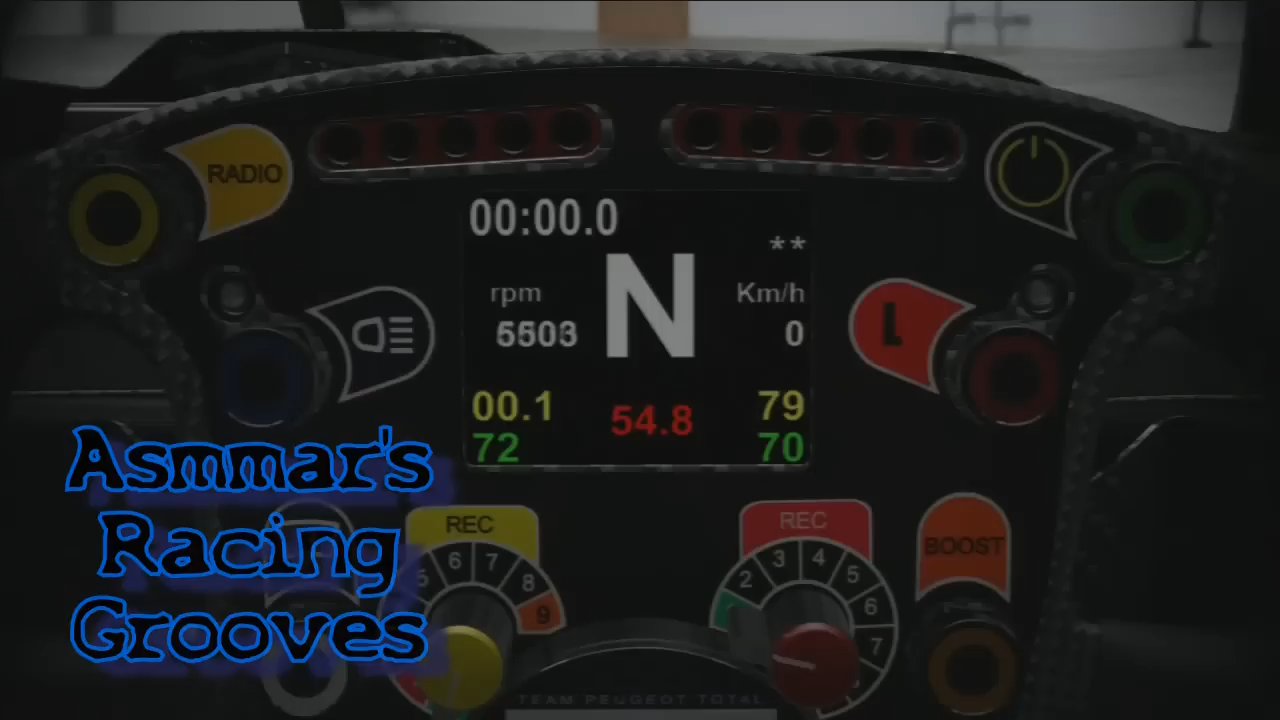 RADIO
00:00.0
**
rpm
N
Km/h
5503
0
L
00.1
54.8
79
72
70
Asmmar's
Racing
Grooves
REC
5 6 7 8 9
REC
2 3 4 5 6 7
BOOST
TEAM PEUGEOT TOTAL